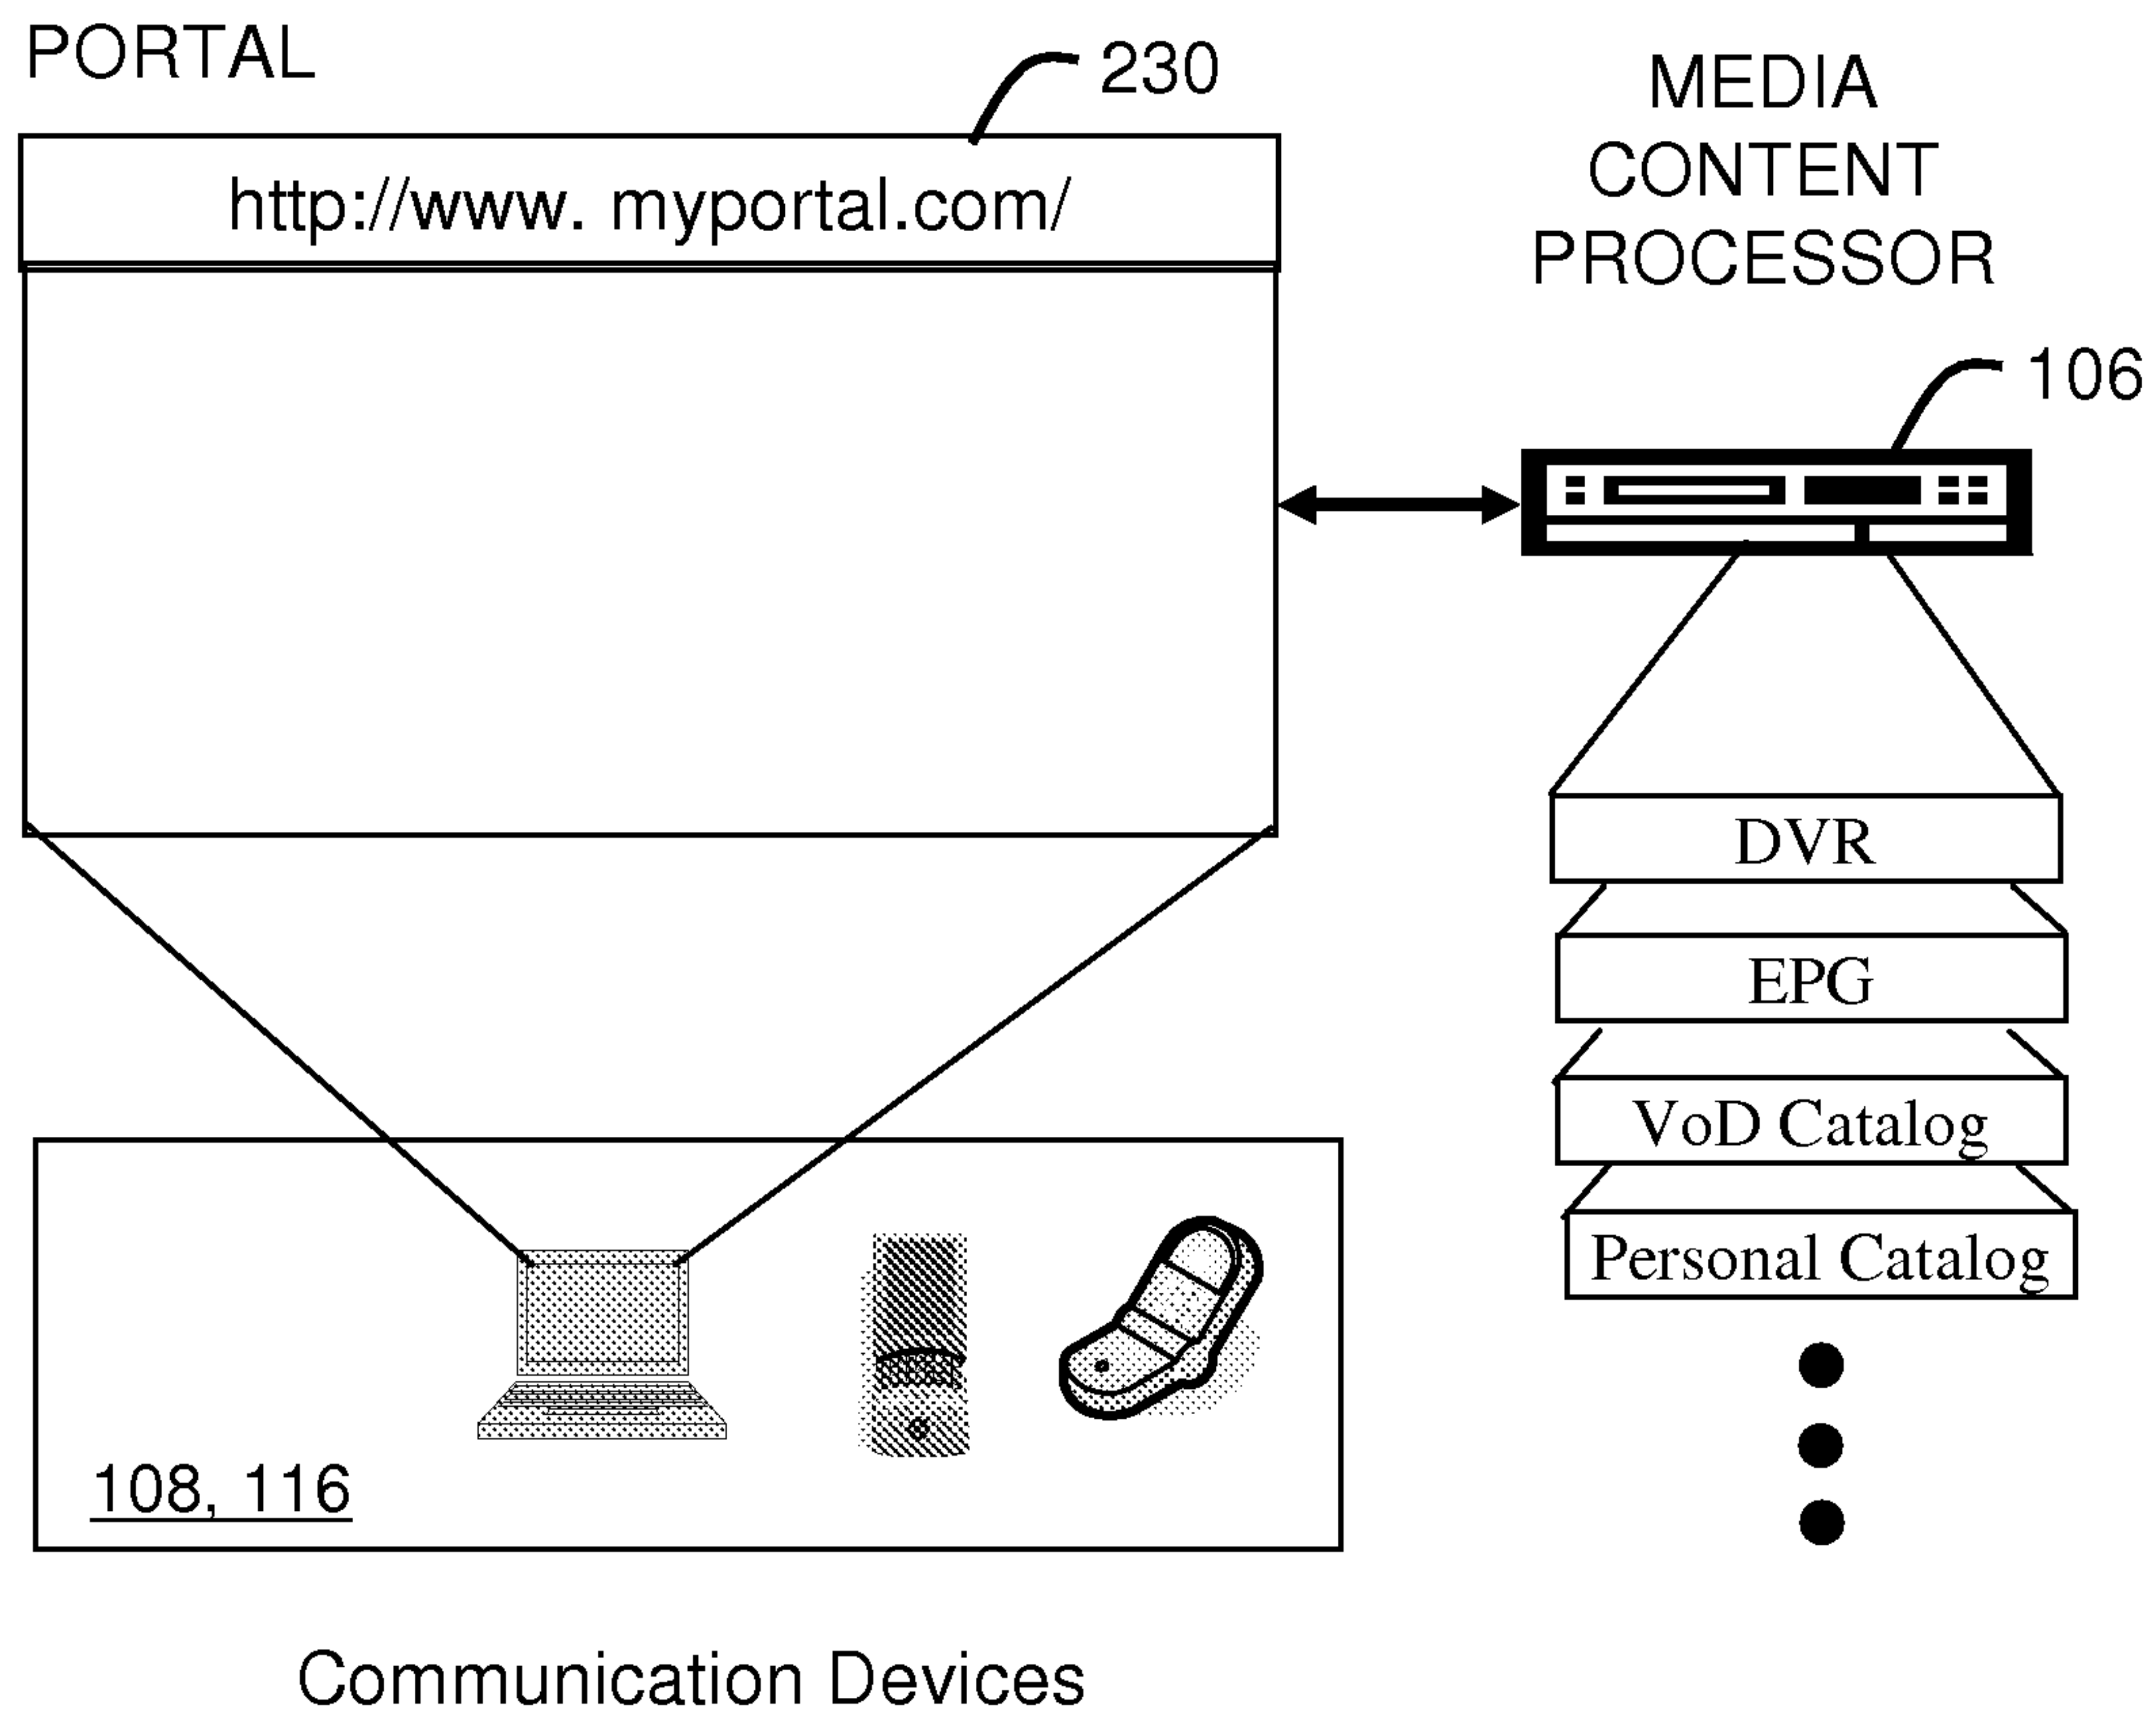 PORTAL
230
http://www. myportal.com/
MEDIA
CONTENT
PROCESSOR
106
DVR
EPG
VoD Catalog
Personal Catalog
108, 116
Communication Devices